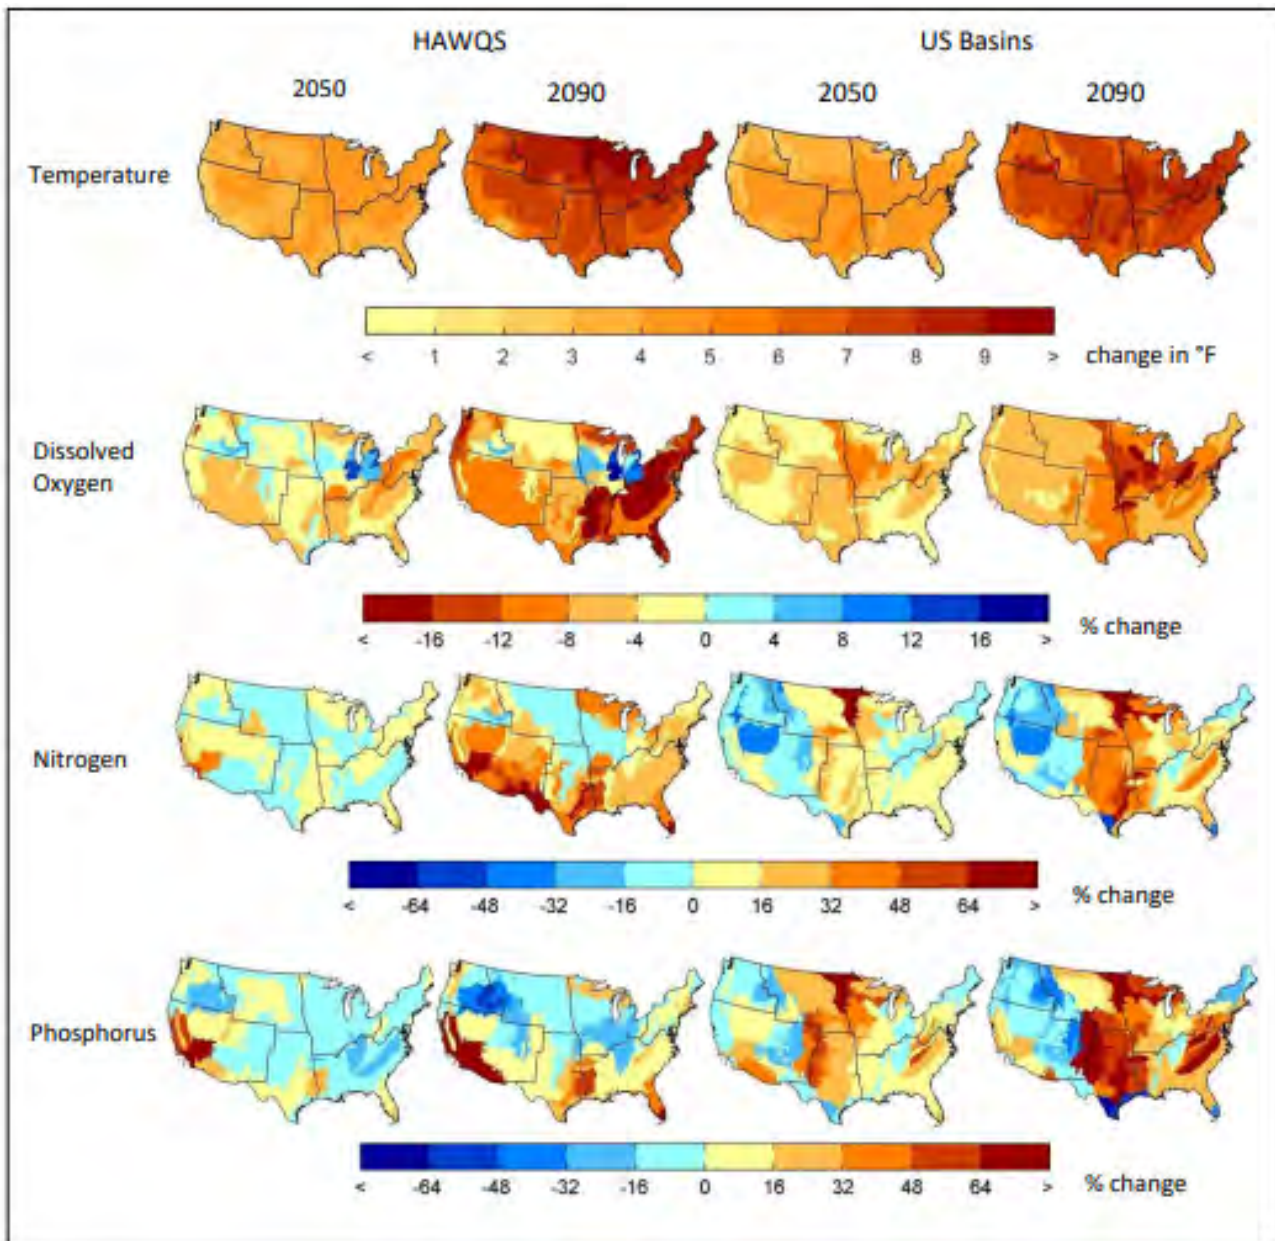 HAWQS US Basins
2050 2090 2050 2090
Temperature
< 1 2 3 4 5 6 7 8 9 > change in °F
Dissolved
Oxygen
< -16 -12 -8 -4 0 4 8 12 16 > % change
Nitrogen
< -64 -48 -32 -16 0 16 32 48 64 > % change
Phosphorus
< -64 -48 -32 -16 0 16 32 48 64 > % change